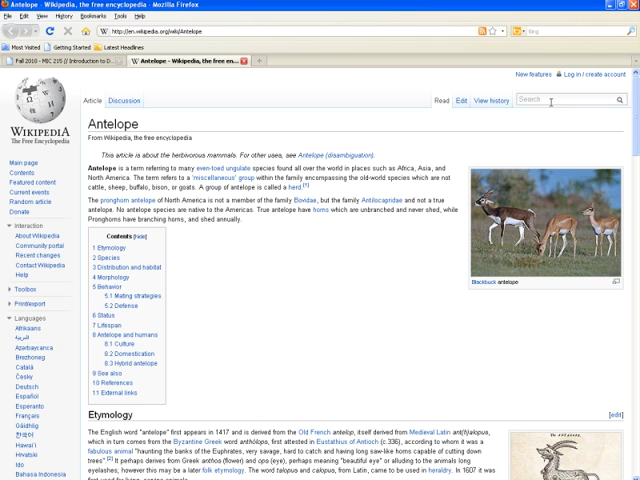 Antelope - Wikipedia, the free encyclopedia - Mozilla Firefox
File Edit View History Bookmarks Tools Help
http://en.wikipedia.org/wiki/Antelope
Bing
Most Visited Getting Started Latest Headlines
Fall 2010 - MIC 215 // Introduction to D...
Antelope - Wikipedia, the free en...
New features Log in / create account
Article Discussion Read Edit View history Search
WIKIPEDIA
The Free Encyclopedia
Main page
Contents
Featured content
Current events
Random article
Donate
Interaction
About Wikipedia
Community portal
Recent changes
Contact Wikipedia
Help
Toolbox
Print/export
Languages
Afrikaans
العربية
Azərbaycanca
Brezhoneg
Català
Česky
Deutsch
Español
Esperanto
Français
Gàidhlig
한국어
Hawai`i
Hrvatski
Ido
Bahasa Indonesia
Antelope
From Wikipedia, the free encyclopedia
This article is about the herbivorous mammals. For other uses, see Antelope (disambiguation).
Antelope is a term referring to many even-toed ungulate species found all over the world in places such as Africa, Asia, and
North America. The term refers to a 'miscellaneous' group within the family encompassing the old-world species which are not
cattle, sheep, buffalo, bison, or goats. A group of antelope is called a herd.[1]
The pronghorn antelope of North America is not a member of the family Bovidae, but the family Antilocapridae and not a true
antelope. No antelope species are native to the Americas. True antelope have horns which are unbranched and never shed, while
Pronghorns have branching horns, and shed annually.
Blackbuck antelope
Contents [hide]
1 Etymology
2 Species
3 Distribution and habitat
4 Morphology
5 Behavior
5.1 Mating strategies
5.2 Defense
6 Status
7 Lifespan
8 Antelope and humans
8.1 Culture
8.2 Domestication
8.3 Hybrid antelope
9 See also
10 References
11 External links
Etymology [edit]
The English word "antelope" first appears in 1417 and is derived from the Old French antelop, itself derived from Medieval Latin ant(h)alopus,
which in turn comes from the Byzantine Greek word anthólops, first attested in Eustathius of Antioch (c.336), according to whom it was a
fabulous animal "haunting the banks of the Euphrates, very savage, hard to catch and having long saw-like horns capable of cutting down
trees".[2] It perhaps derives from Greek anthos (flower) and ops (eye), perhaps meaning "beautiful eye" or alluding to the animals long
eyelashes; however this may be a later folk etymology. The word talopus and calopus, from Latin, came to be used in heraldry. In 1607 it was